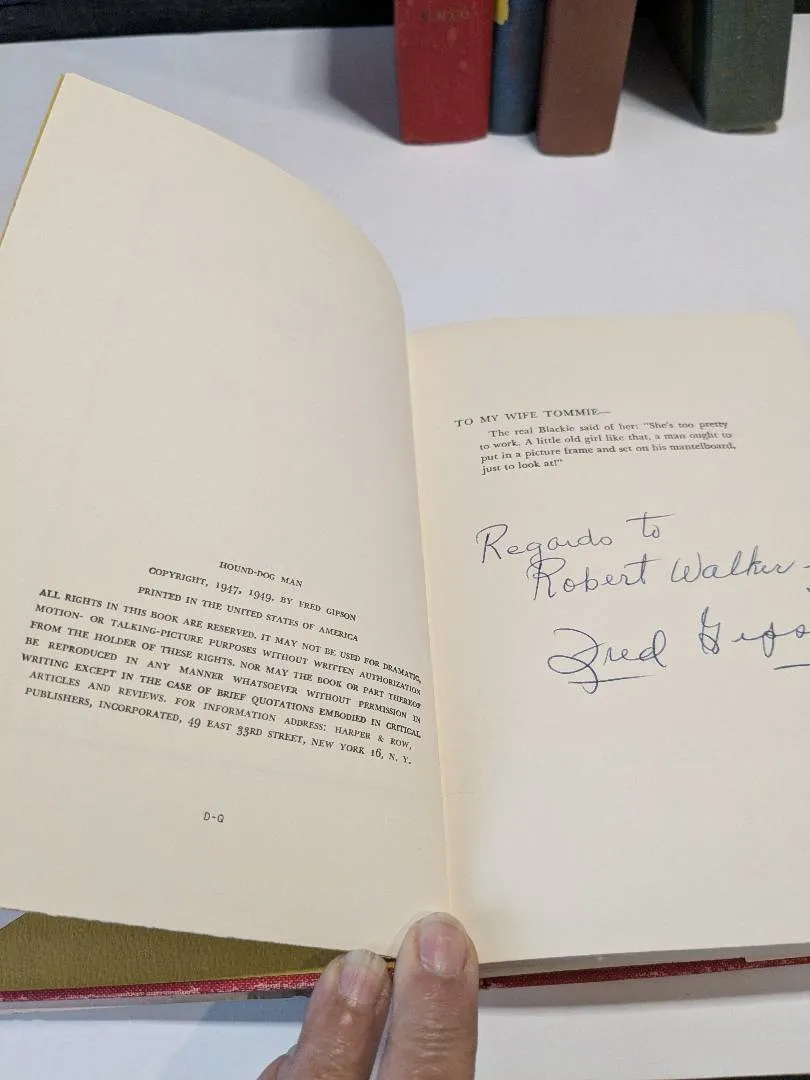 HOUND-DOG MAN
COPYRIGHT, 1947, 1949, BY FRED GIPSON
PRINTED IN THE UNITED STATES OF AMERICA
ALL RIGHTS IN THIS BOOK ARE RESERVED. IT MAY NOT BE USED FOR DRAMATIC,
MOTION- OR TALKING-PICTURE PURPOSES WITHOUT WRITTEN AUTHORIZATION
FROM THE HOLDER OF THESE RIGHTS. NOR MAY THE BOOK OR PART THEREOF
BE REPRODUCED IN ANY MANNER WHATSOEVER WITHOUT PERMISSION IN
WRITING EXCEPT IN THE CASE OF BRIEF QUOTATIONS EMBODIED IN CRITICAL
ARTICLES AND REVIEWS. FOR INFORMATION ADDRESS: HARPER & ROW,
PUBLISHERS, INCORPORATED, 49 EAST 33RD STREET, NEW YORK 16, N. Y.
D-Q
TO MY WIFE TOMMIE—
The real Blackie said of her: "She's too pretty
to work. A little old girl like that, a man ought to
put in a picture frame and set on his mantelboard,
just to look at!"
Regards to
Robert Walker-
Fred Gipso